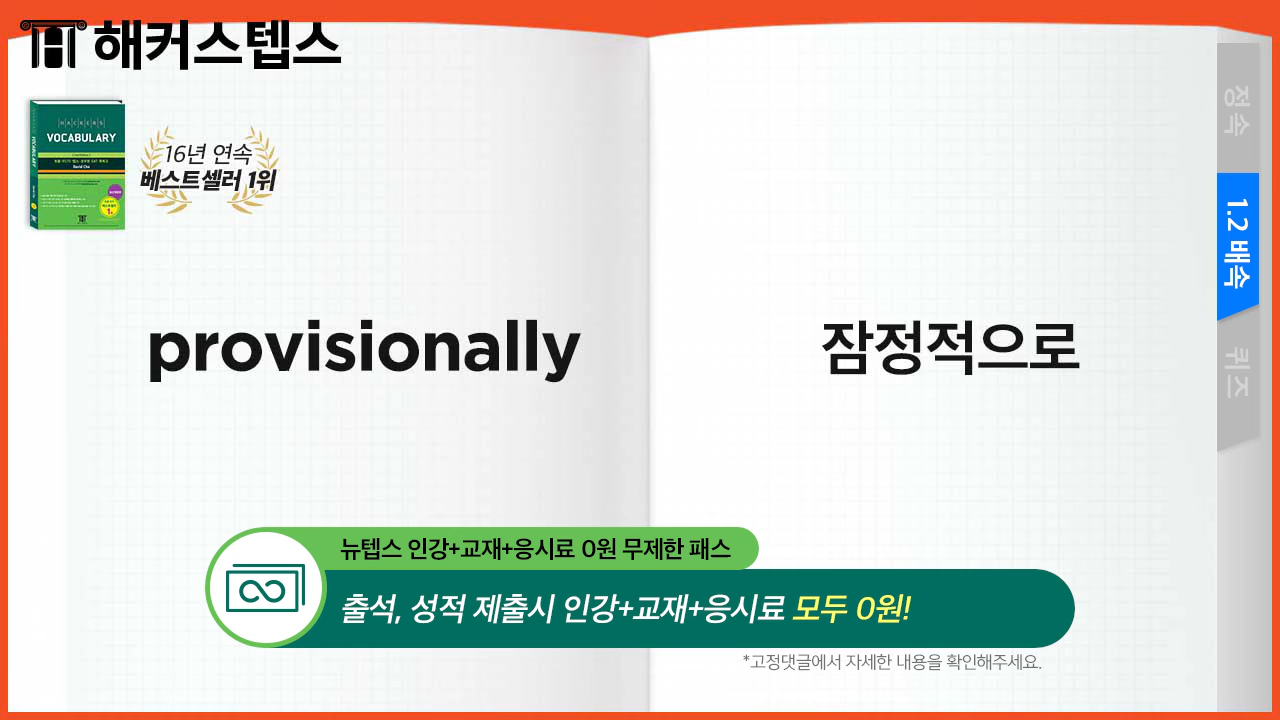 해커스텝스
HACKERS
VOCABULARY
David Cho
16년 연속
베스트셀러 1위
정속
1.2 배속
퀴즈
provisionally
잠정적으로
뉴텝스 인강+교재+응시료 0원 무제한 패스
출석, 성적 제출시 인강+교재+응시료 모두 0원!
*고정댓글에서 자세한 내용을 확인해주세요.